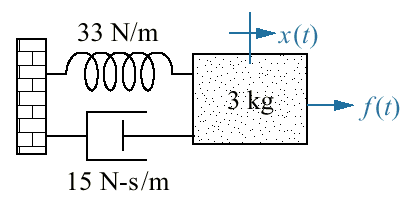 33 N/m
x(t)
3 kg
f(t)
15 N-s/m